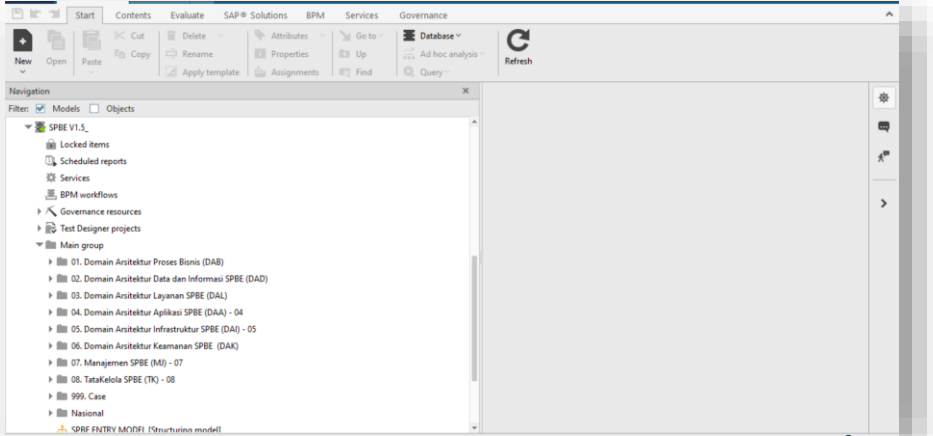 Start Contents Evaluate SAP® Solutions BPM Services Governance
New Open Paste Cut Copy Delete Rename Apply template Attributes Properties Assignments Go to Up Find Database Ad hoc analysis Query Refresh
Navigation
Filter: Models Objects
SPBE V1.5_
Locked items
Scheduled reports
Services
BPM workflows
Governance resources
Test Designer projects
Main group
01. Domain Arsitektur Proses Bisnis (DAB)
02. Domain Arsitektur Data dan Informasi SPBE (DAD)
03. Domain Arsitektur Layanan SPBE (DAL)
04. Domain Arsitektur Aplikasi SPBE (DAA) - 04
05. Domain Arsitektur Infrastruktur SPBE (DAI) - 05
06. Domain Arsitektur Keamanan SPBE (DAK)
07. Manajemen SPBE (MJ) - 07
08. TataKelola SPBE (TK) - 08
999. Case
Nasional
SPBE ENTRY MODEL [Structuring model]